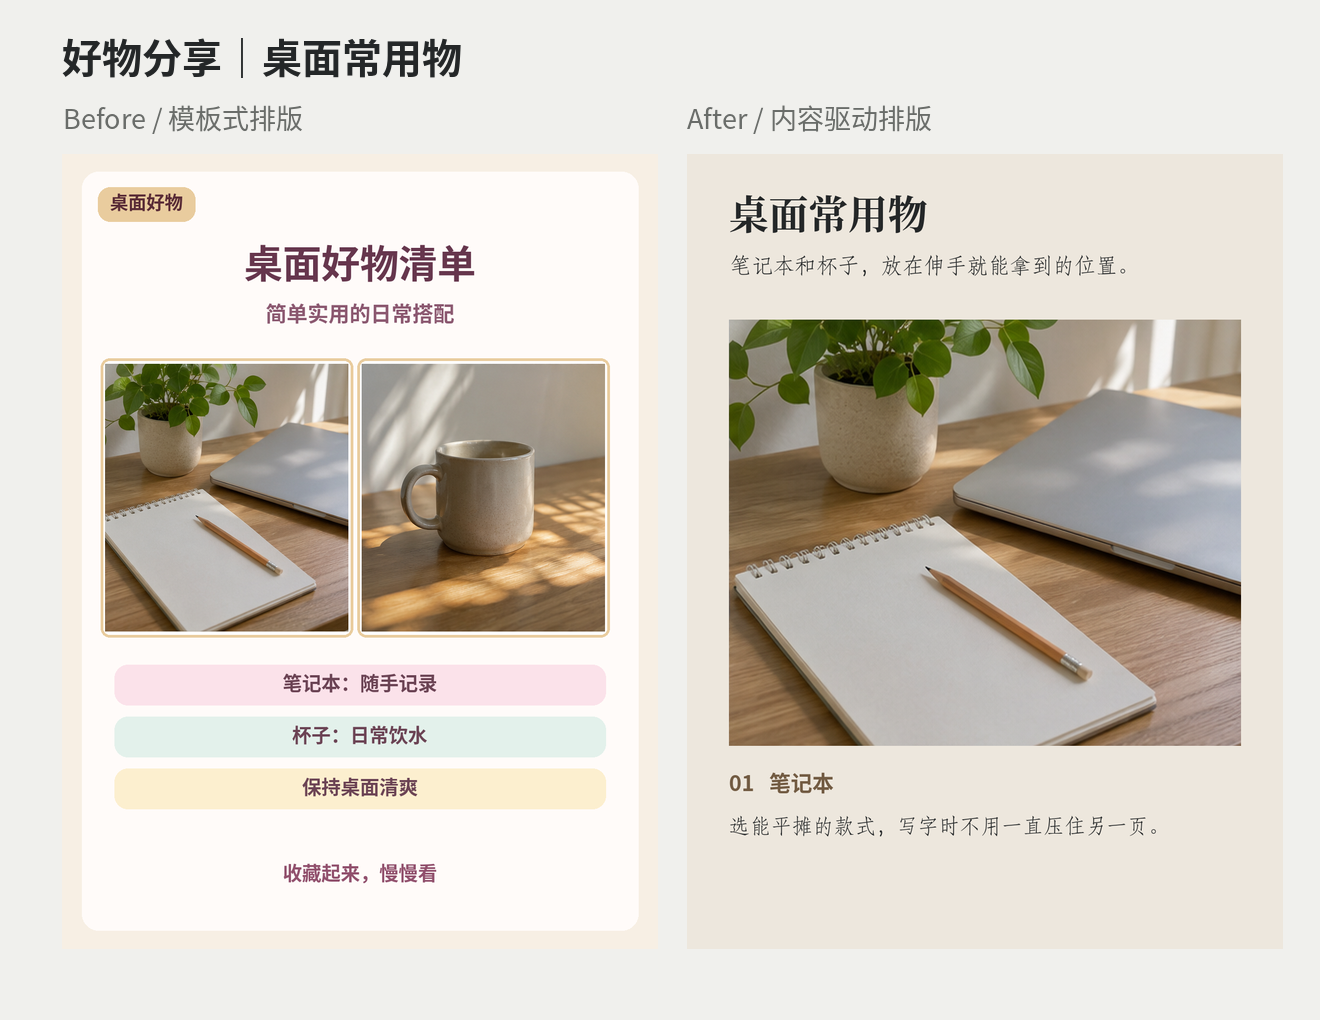 好物分享｜桌面常用物
Before / 模板式排版
桌面好物
桌面好物清单
简单实用的日常搭配
笔记本：随手记录
杯子：日常饮水
保持桌面清爽
收藏起来，慢慢看
After / 内容驱动排版
桌面常用物
笔记本和杯子，放在伸手就能拿到的位置。
01 笔记本
选能平摊的款式，写字时不用一直压住另一页。